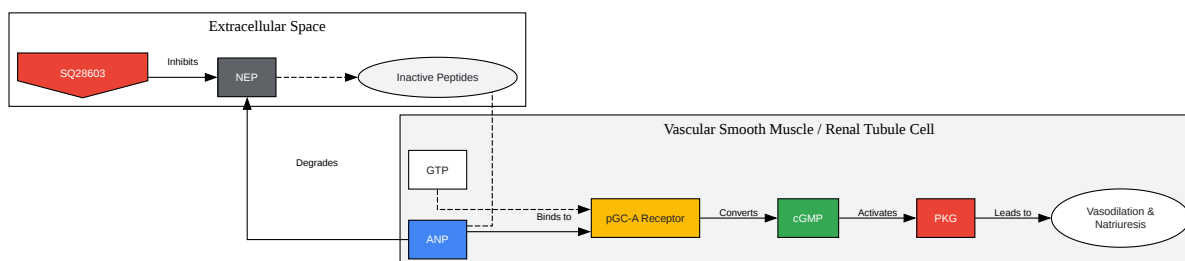 Extracellular Space
SQ28603
Inhibits
NEP
Inactive Peptides
Degrades
Vascular Smooth Muscle / Renal Tubule Cell
GTP
ANP
Binds to
pGC-A Receptor
Converts
cGMP
Activates
PKG
Leads to
Vasodilation &
Natriuresis